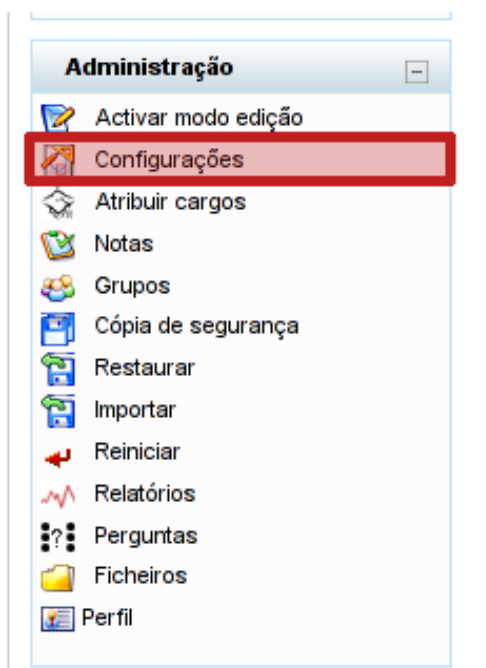 Administração
Activar modo edição
Configurações
Atribuir cargos
Notas
Grupos
Cópia de segurança
Restaurar
Importar
Reiniciar
Relatórios
Perguntas
Ficheiros
Perfil